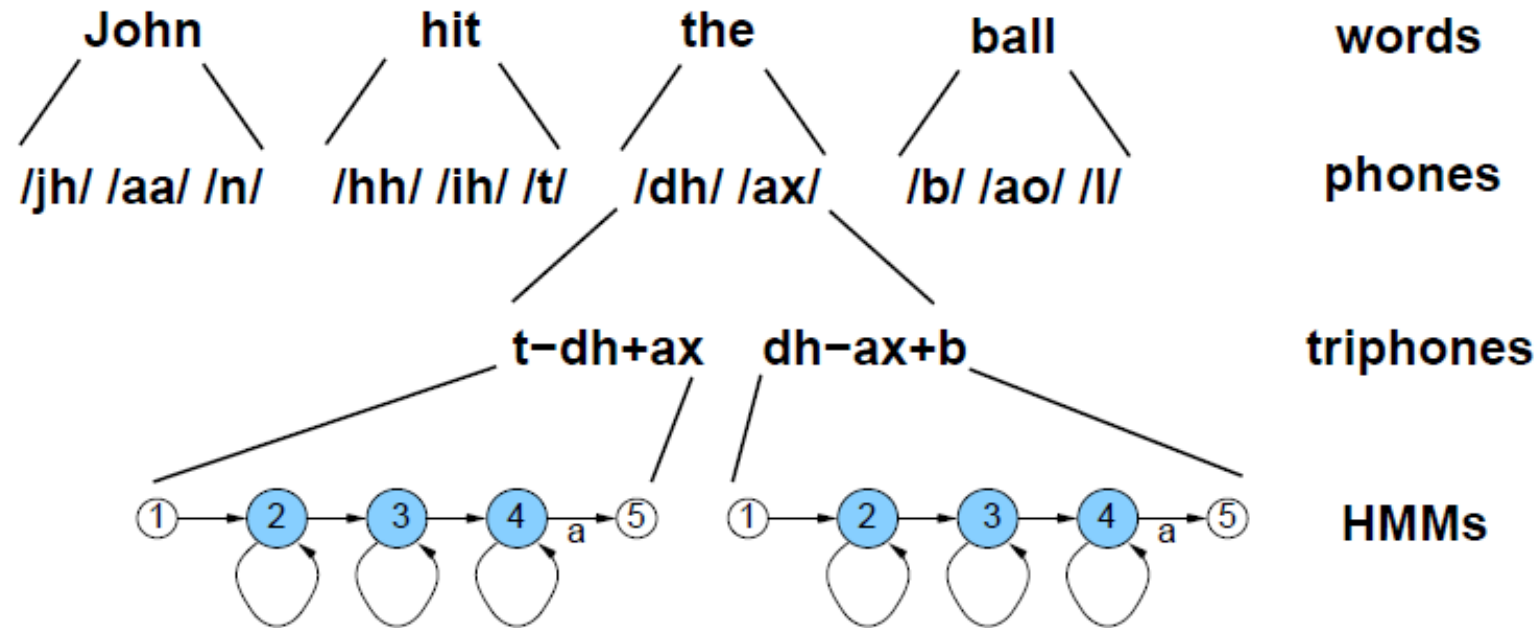 John hit the ball words
/jh/ /aa/ /n/ /hh/ /ih/ /t/ /dh/ /ax/ /b/ /ao/ /l/ phones
t−dh+ax dh−ax+b triphones
1 2 3 4 a 5 1 2 3 4 a 5 HMMs